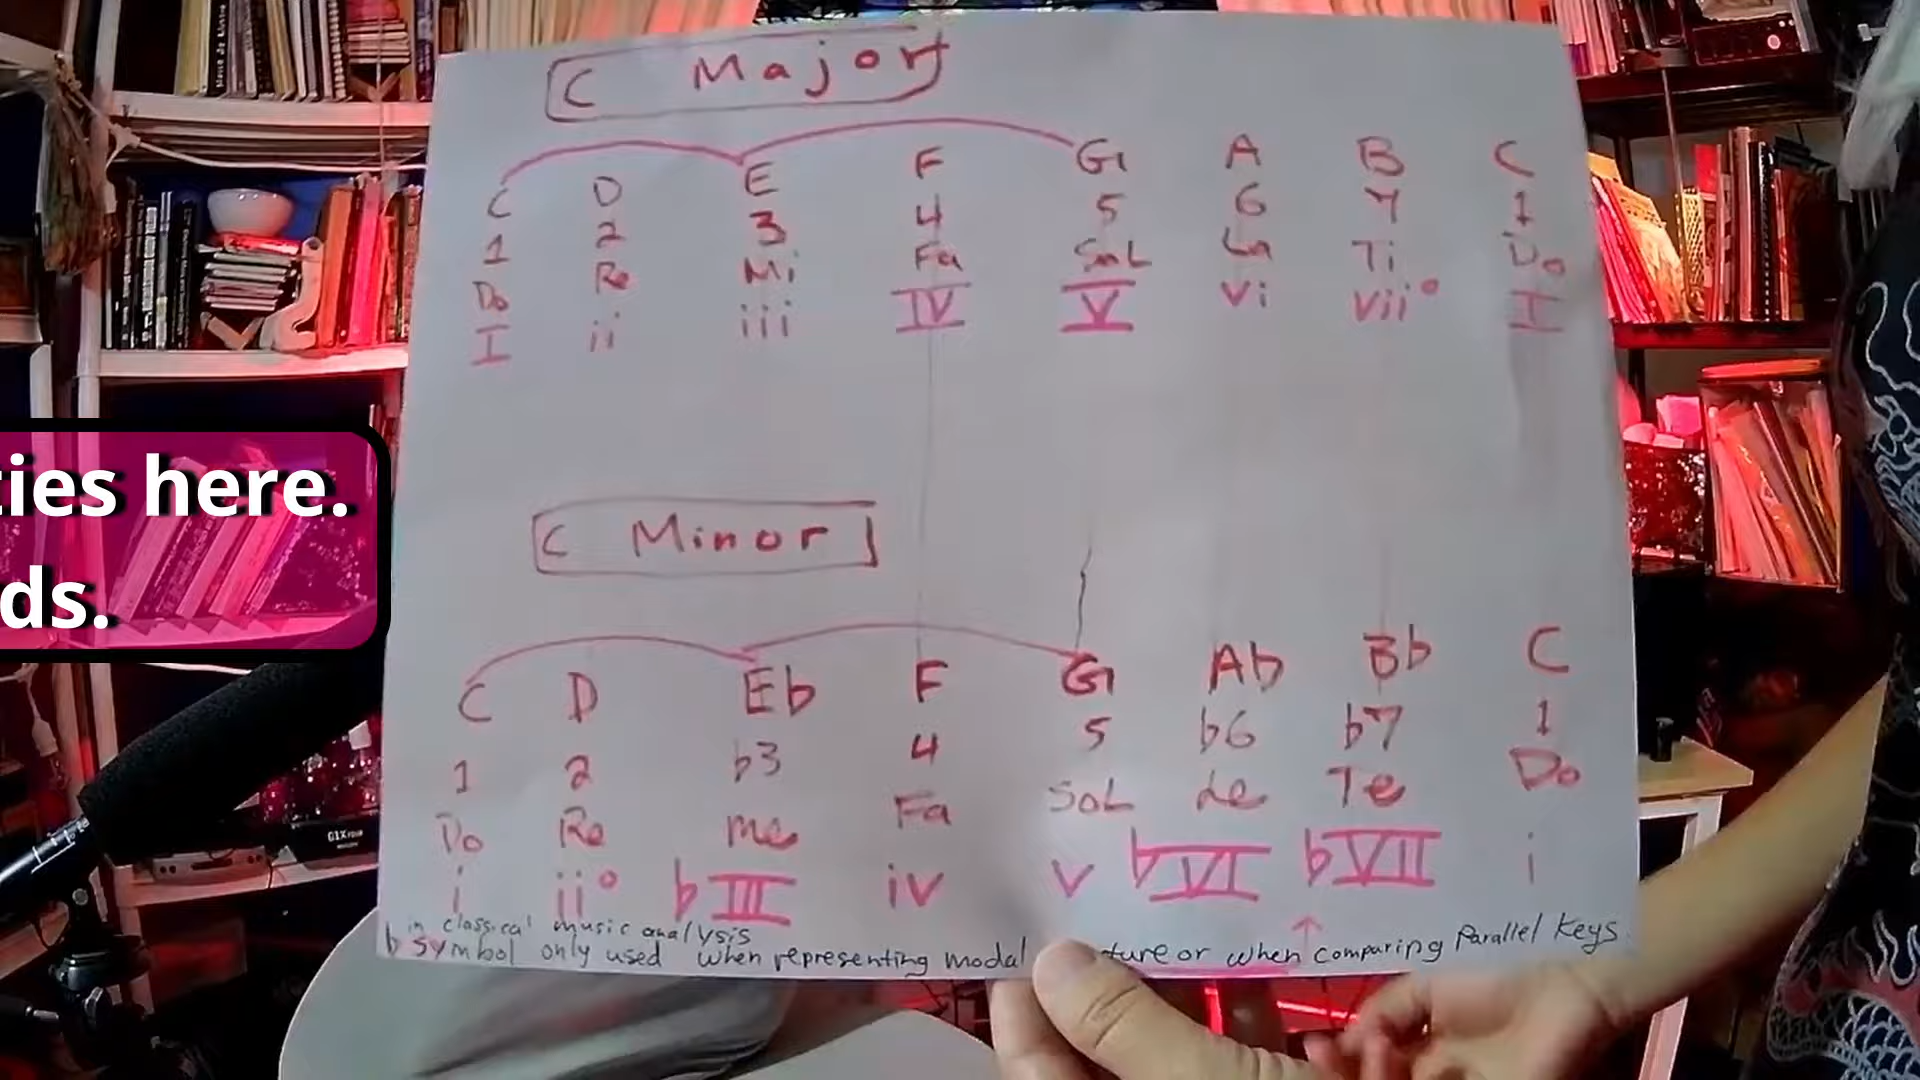 C Major
C D E F G A B C
1 2 3 4 5 6 7 1
Do Re Mi Fa SoL La Ti Do
I ii iii IV V vi vii° I
ties here.
ds.
C Minor
C D Eb F G Ab Bb C
1 2 b3 4 5 b6 b7 1
Do Re me Fa SoL Le Te Do
i ii° b III iv v b VI b VII i
in classical music analysis
b symbol only used when representing modal ture or when comparing Parallel Keys